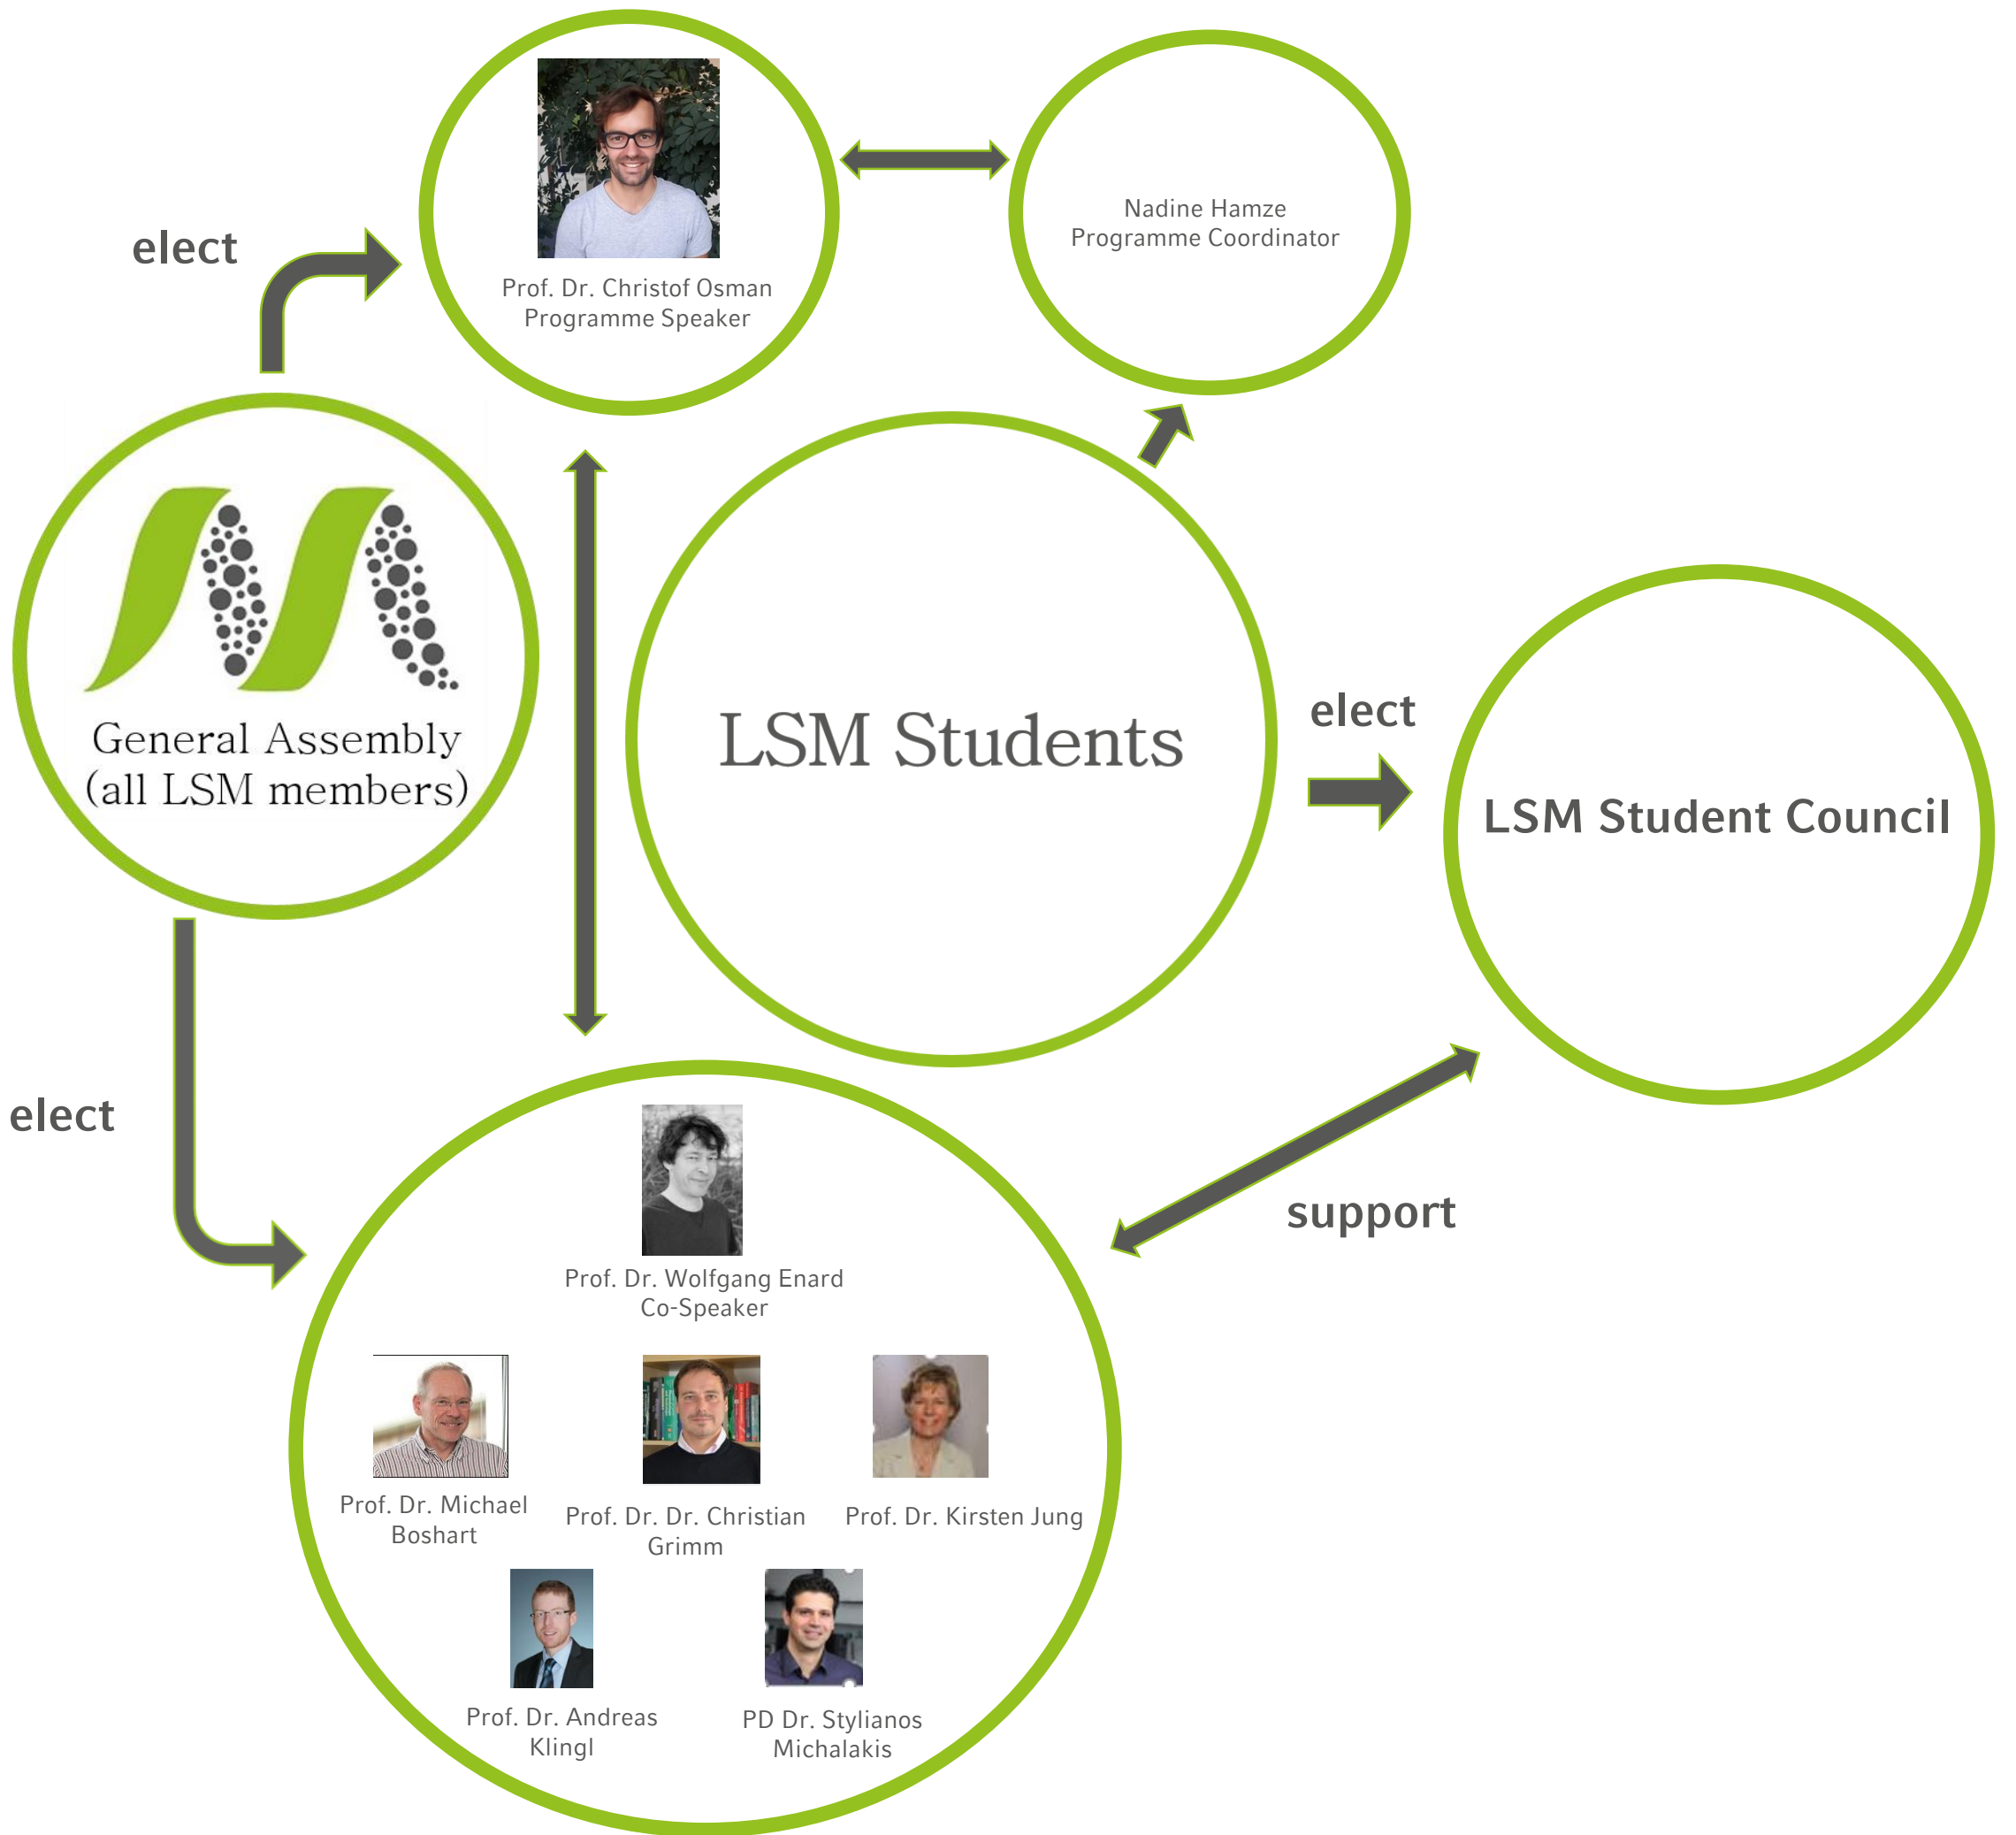 elect
Prof. Dr. Christof Osman
Programme Speaker
Nadine Hamze
Programme Coordinator
General Assembly
(all LSM members)
LSM Students
elect
LSM Student Council
elect
support
Prof. Dr. Wolfgang Enard
Co-Speaker
Prof. Dr. Michael
Boshart
Prof. Dr. Dr. Christian
Grimm
Prof. Dr. Kirsten Jung
Prof. Dr. Andreas
Klingl
PD Dr. Stylianos
Michalakis